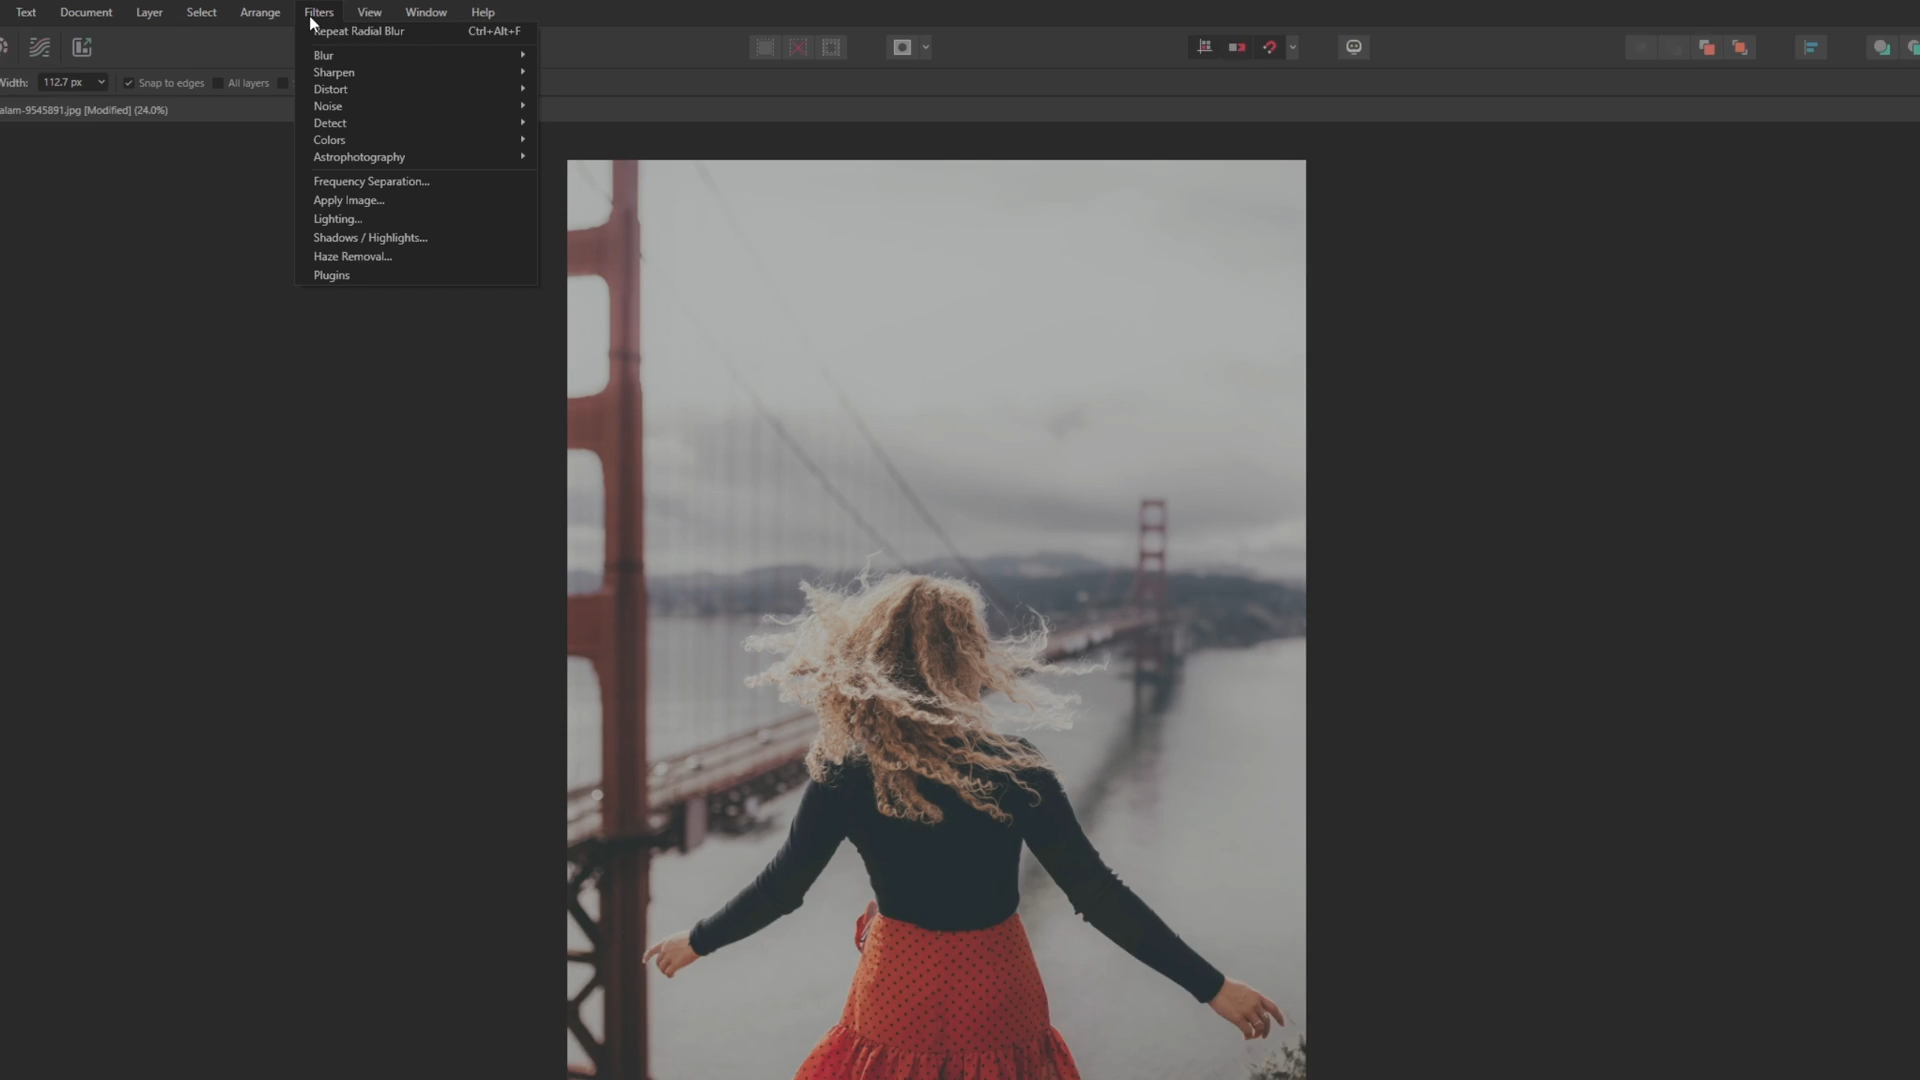 Text Document Layer Select Arrange Filters View Window Help
Repeat Radial Blur Ctrl+Alt+F
Width: 112.7 px Snap to edges All layers
alam-9545891.jpg [Modified] (24.0%)
Blur
Sharpen
Distort
Noise
Detect
Colors
Astrophotography
Frequency Separation...
Apply Image...
Lighting...
Shadows / Highlights...
Haze Removal...
Plugins